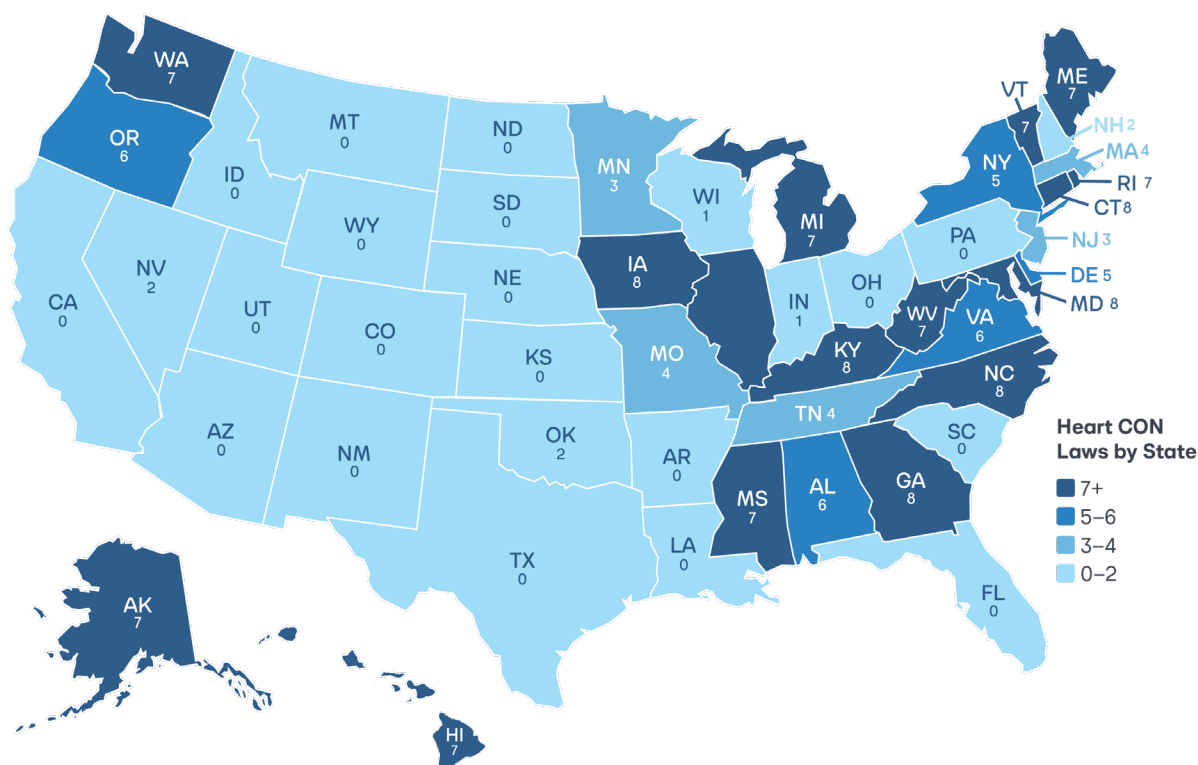 WA
7
OR
6
MT
0
ID
0
ND
0
SD
0
WY
0
NE
0
NV
2
CA
0
UT
0
CO
0
KS
0
AZ
0
NM
0
OK
2
TX
0
MN
3
WI
1
MI
7
IA
8
IN
1
OH
0
MO
4
KY
8
WV
7
VA
6
TN 4
NC
8
SC
0
AR
0
MS
7
AL
6
GA
8
LA
0
FL
0
PA
0
NY
5
VT
7
ME
7
NH 2
MA 4
RI 7
CT 8
NJ 3
DE 5
MD 8
AK
7
HI
7
Heart CON
Laws by State
7+
5–6
3–4
0–2